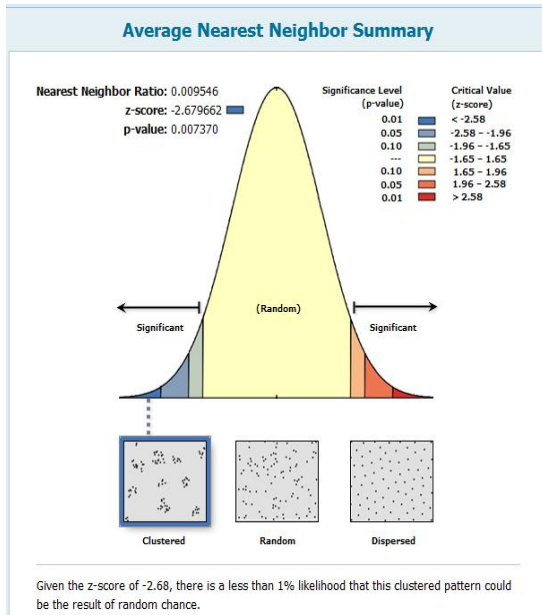 Average Nearest Neighbor Summary
Nearest Neighbor Ratio: 0.009546
z-score: -2.679662
p-value: 0.007370
Significance Level
(p-value)
Critical Value
(z-score)
0.01 < -2.58
0.05 -2.58 – -1.96
0.10 -1.96 – -1.65
--- -1.65 – 1.65
0.10 1.65 – 1.96
0.05 1.96 – 2.58
0.01 > 2.58
Significant
(Random)
Significant
Clustered
Random
Dispersed
Given the z-score of -2.68, there is a less than 1% likelihood that this clustered pattern could
be the result of random chance.